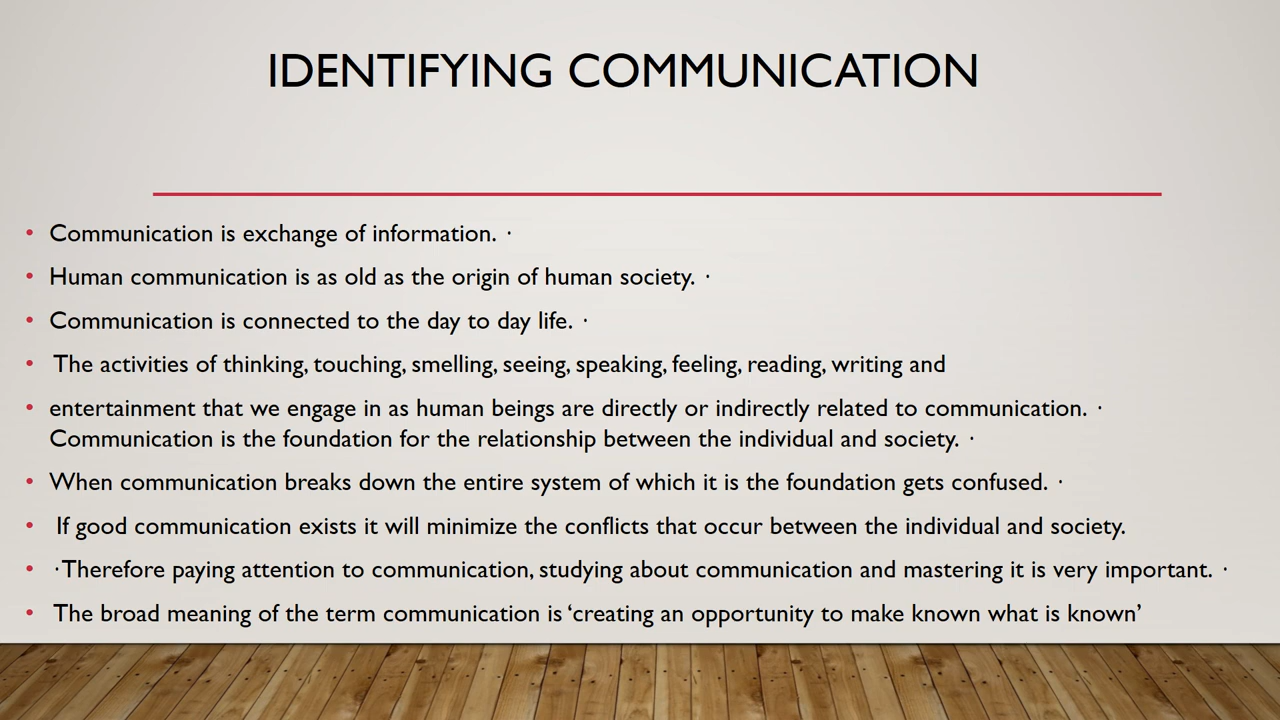 IDENTIFYING COMMUNICATION
• Communication is exchange of information. ·
• Human communication is as old as the origin of human society. ·
• Communication is connected to the day to day life. ·
• The activities of thinking, touching, smelling, seeing, speaking, feeling, reading, writing and
• entertainment that we engage in as human beings are directly or indirectly related to communication. ·
Communication is the foundation for the relationship between the individual and society. ·
• When communication breaks down the entire system of which it is the foundation gets confused. ·
• If good communication exists it will minimize the conflicts that occur between the individual and society.
• ·Therefore paying attention to communication, studying about communication and mastering it is very important. ·
• The broad meaning of the term communication is ‘creating an opportunity to make known what is known’